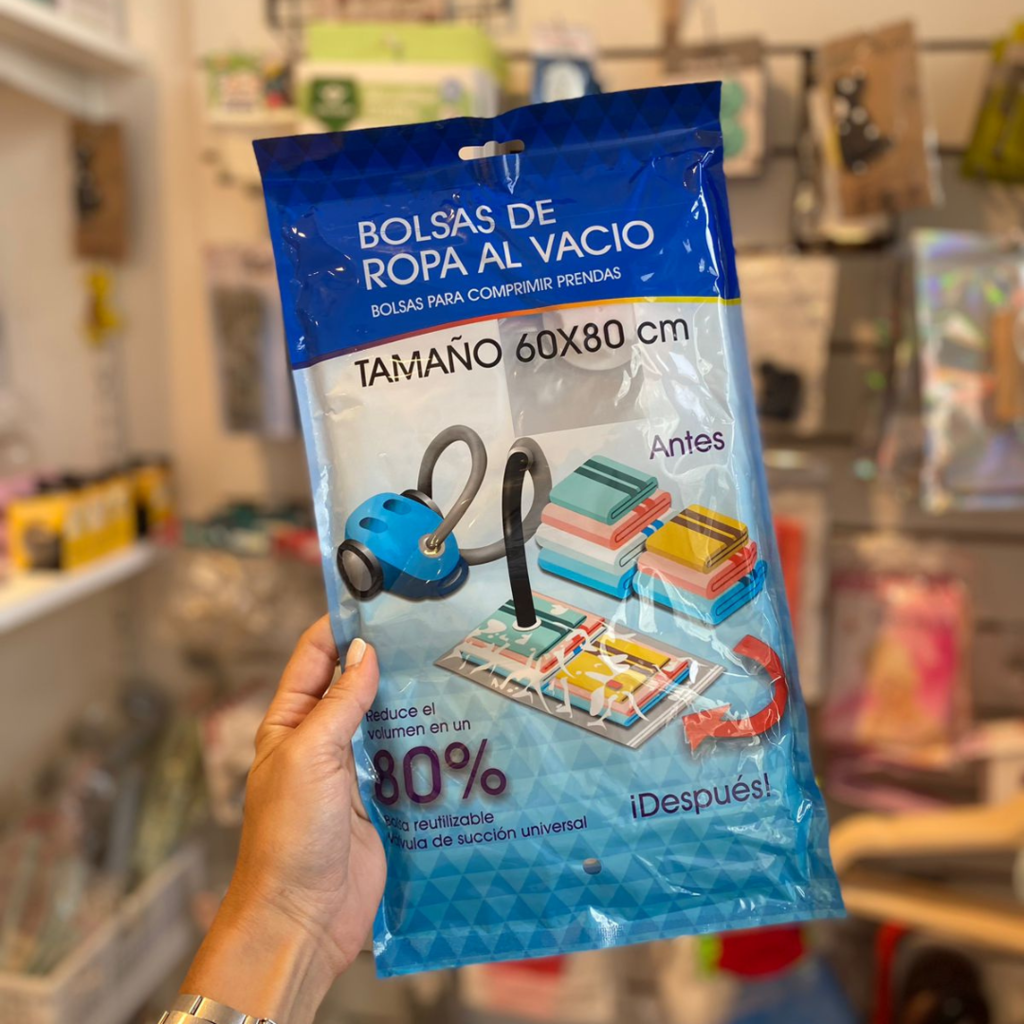 BOLSAS DE
ROPA AL VACIO
BOLSAS PARA COMPRIMIR PRENDAS
TAMAÑO 60X80 cm
Antes
Reduce el
volumen en un
80%
reutilizable
de succión universal
¡Después!